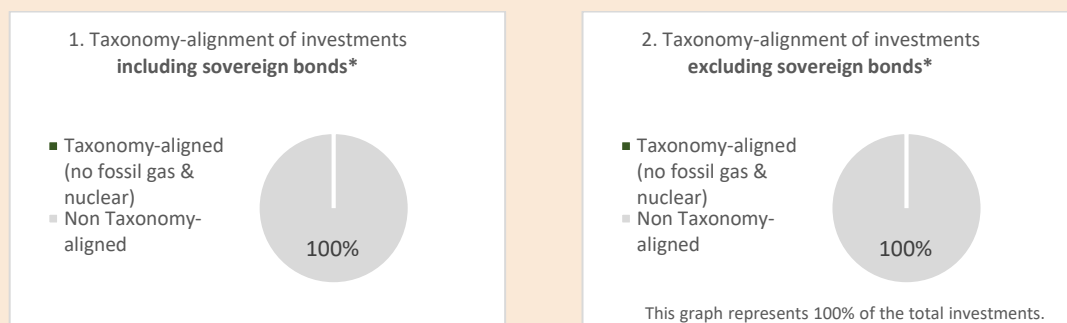 1. Taxonomy-alignment of investments
including sovereign bonds*
Taxonomy-aligned
(no fossil gas &
nuclear)
Non Taxonomy-
aligned
100%
2. Taxonomy-alignment of investments
excluding sovereign bonds*
Taxonomy-aligned
(no fossil gas &
nuclear)
Non Taxonomy-
aligned
100%
This graph represents 100% of the total investments.